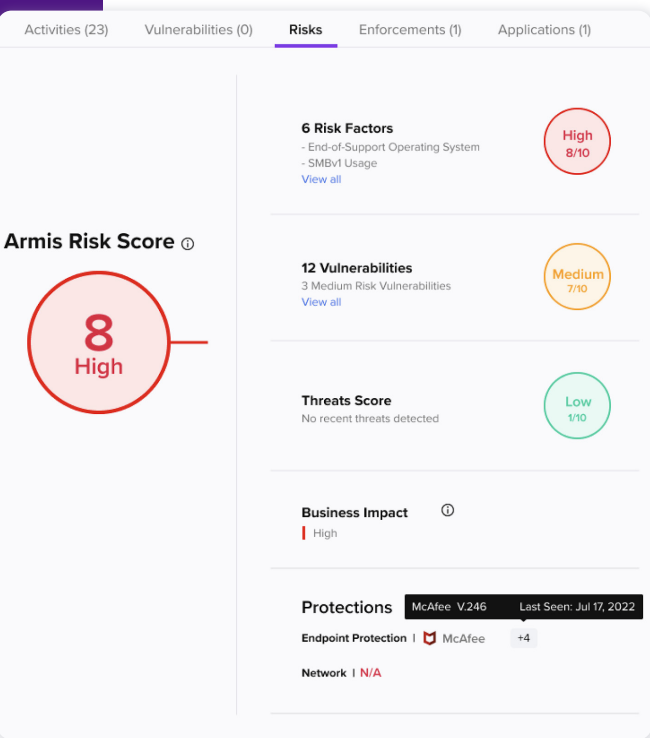 Activities (23) Vulnerabilities (0) Risks Enforcements (1) Applications (1)
Armis Risk Score
8
High
6 Risk Factors
- End-of-Support Operating System
- SMBv1 Usage
View all
High
8/10
12 Vulnerabilities
3 Medium Risk Vulnerabilities
View all
Medium
7/10
Threats Score
No recent threats detected
Low
1/10
Business Impact
High
Protections
McAfee V.246 Last Seen: Jul 17, 2022
Endpoint Protection | McAfee +4
Network | N/A